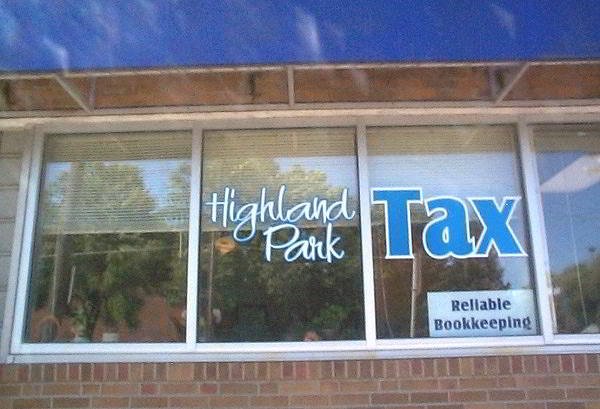 Highland
Park
Tax
Reliable
Bookkeeping